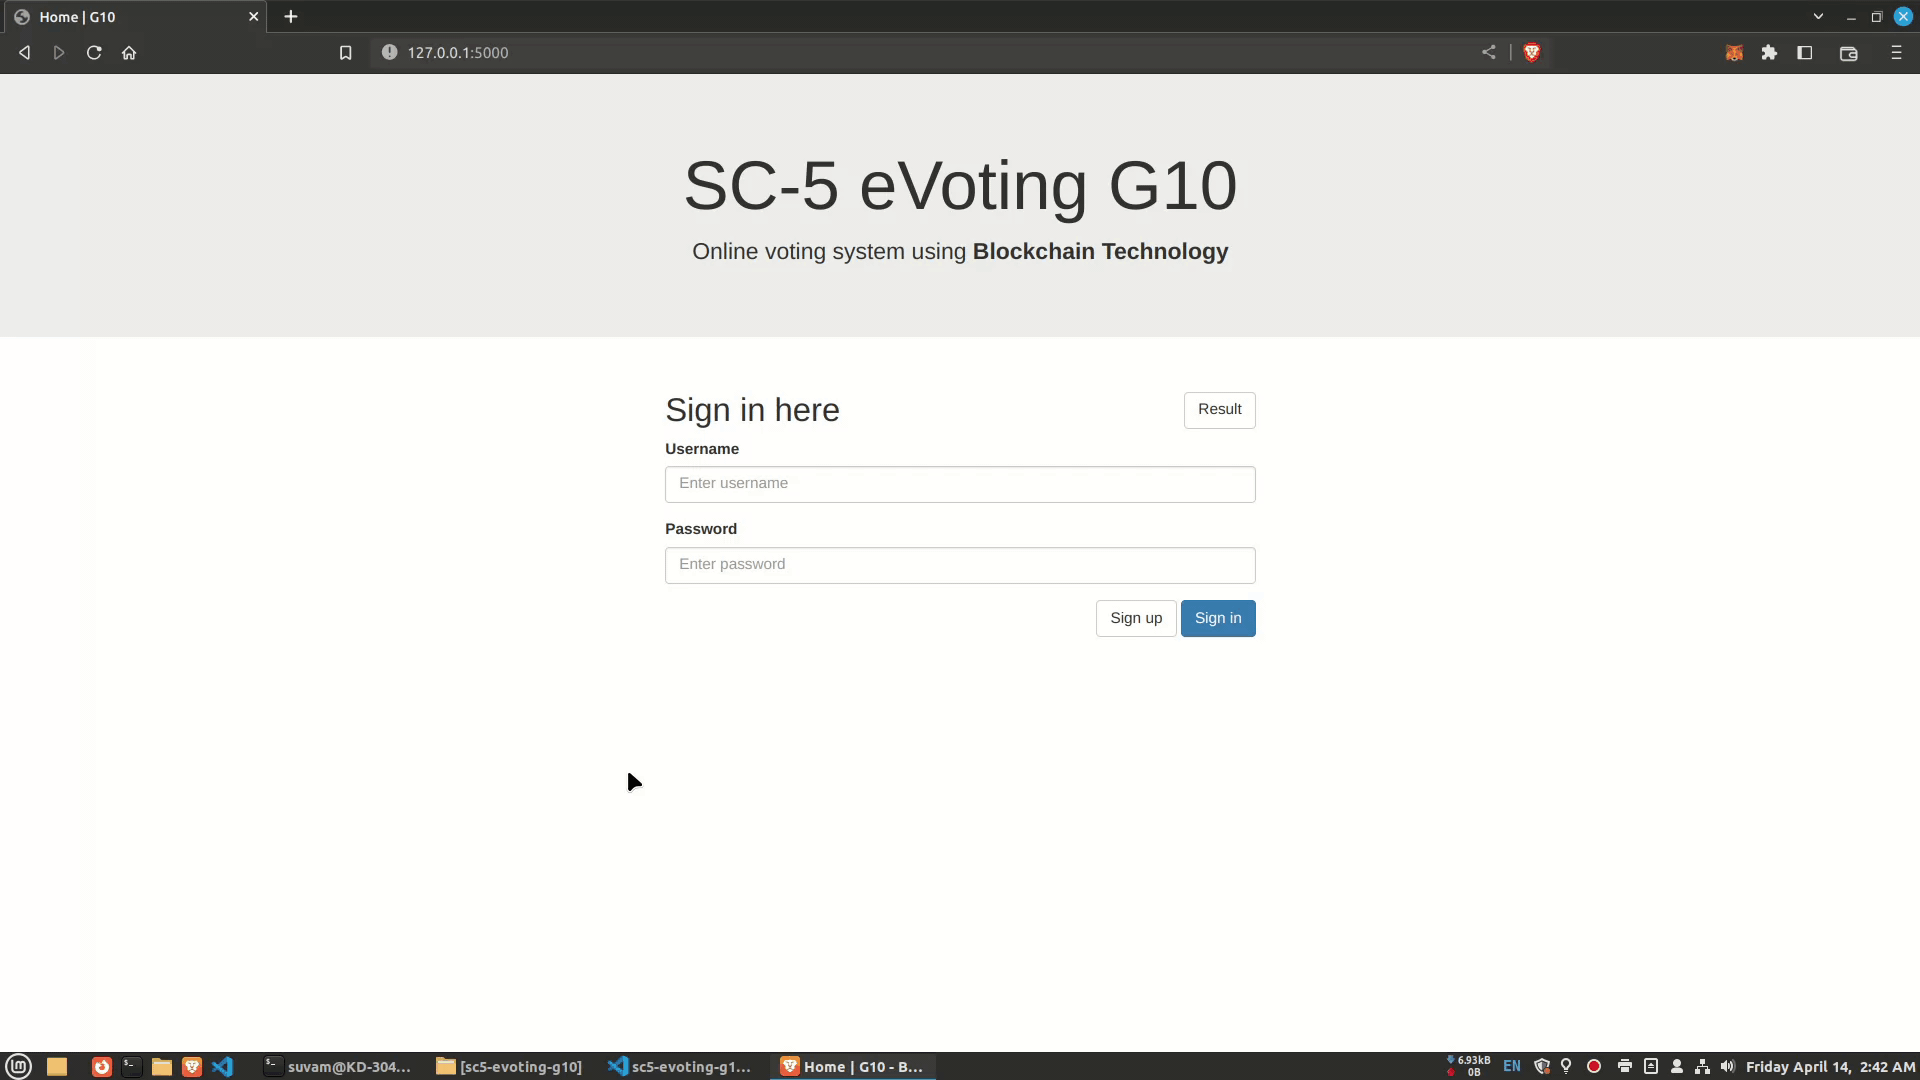 Home | G10
127.0.0.1:5000
SC-5 eVoting G10
Online voting system using Blockchain Technology
Sign in here
Result
Username
Enter username
Password
Enter password
Sign up
Sign in
suvam@KD-304...
[sc5-evoting-g10]
sc5-evoting-g1...
Home | G10 - B...
6.93kB
0B
EN
Friday April 14, 2:42 AM